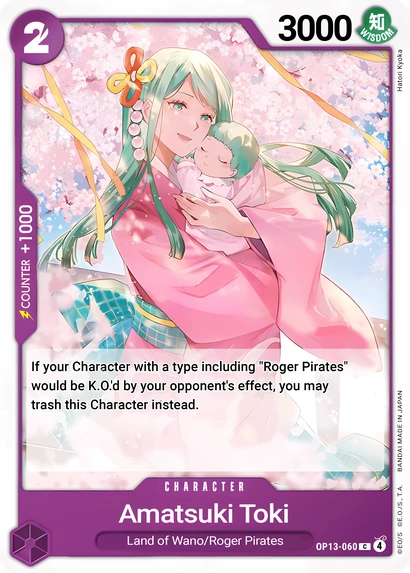 2
3000
知
WISDOM
Hatori Kyoka
COUNTER +1000
If your Character with a type including "Roger Pirates"
would be K.O.'d by your opponent's effect, you may
trash this Character instead.
CHARACTER
Amatsuki Toki
Land of Wano/Roger Pirates
OP13-060 C 4
©E.O/S ©E.O./S., T.A. BANDAI MADE IN JAPAN